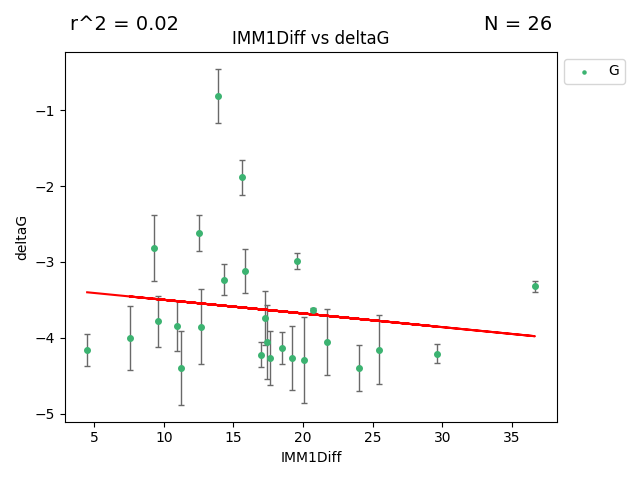 r^2 = 0.02
N = 26
IMM1Diff vs deltaG
G
−1
−2
−3
−4
−5
deltaG
5 10 15 20 25 30 35
IMM1Diff